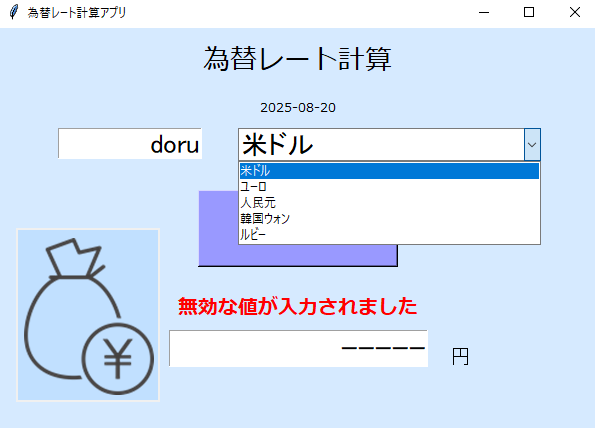 為替レート計算アプリ
為替レート計算
2025-08-20
doru
米ドル
米ドル
ユーロ
人民元
韓国ウォン
ルピー
無効な値が入力されました
ーーーーー
円
¥